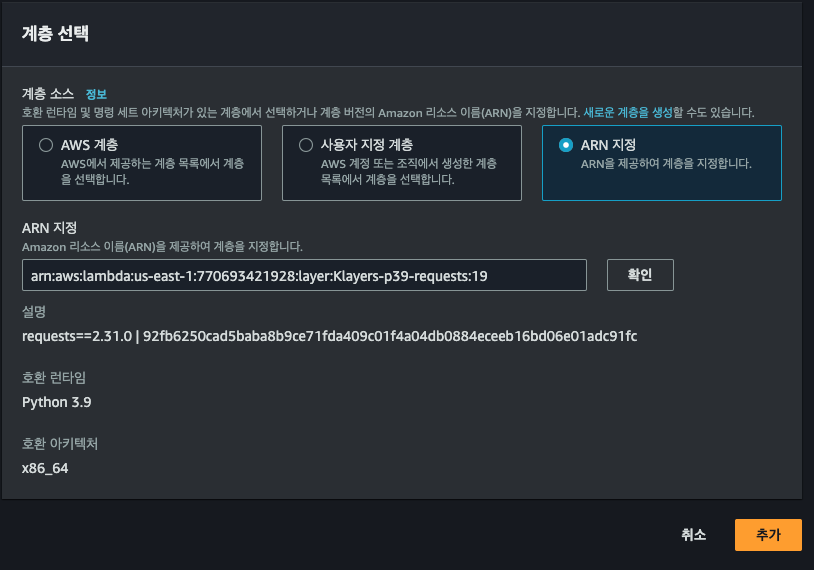 계층 선택
계층 소스 정보
호환 런타임 및 명령 세트 아키텍처가 있는 계층에서 선택하거나 계층 버전의 Amazon 리소스 이름(ARN)을 지정합니다. 새로운 계층을 생성할 수도 있습니다.
AWS 계층
AWS에서 제공하는 계층 목록에서 계층
을 선택합니다.
사용자 지정 계층
AWS 계정 또는 조직에서 생성한 계층
목록에서 계층을 선택합니다.
ARN 지정
ARN을 제공하여 계층을 지정합니다.
ARN 지정
Amazon 리소스 이름(ARN)을 제공하여 계층을 지정합니다.
arn:aws:lambda:us-east-1:770693421928:layer:Klayers-p39-requests:19
확인
설명
requests==2.31.0 | 92fb6250cad5baba8b9ce71fda409c01f4a04db0884eceeb16bd06e01adc91fc
호환 런타임
Python 3.9
호환 아키텍처
x86_64
취소
추가